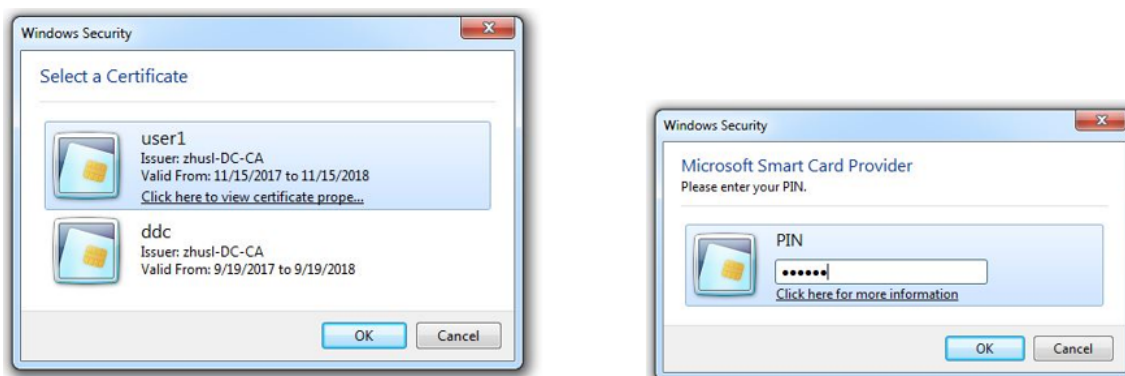 Windows Security
Select a Certificate
user1
Issuer: zhusl-DC-CA
Valid From: 11/15/2017 to 11/15/2018
Click here to view certificate prope...
ddc
Issuer: zhusl-DC-CA
Valid From: 9/19/2017 to 9/19/2018
OK
Cancel
Windows Security
Microsoft Smart Card Provider
Please enter your PIN.
PIN
••••••
Click here for more information
OK
Cancel